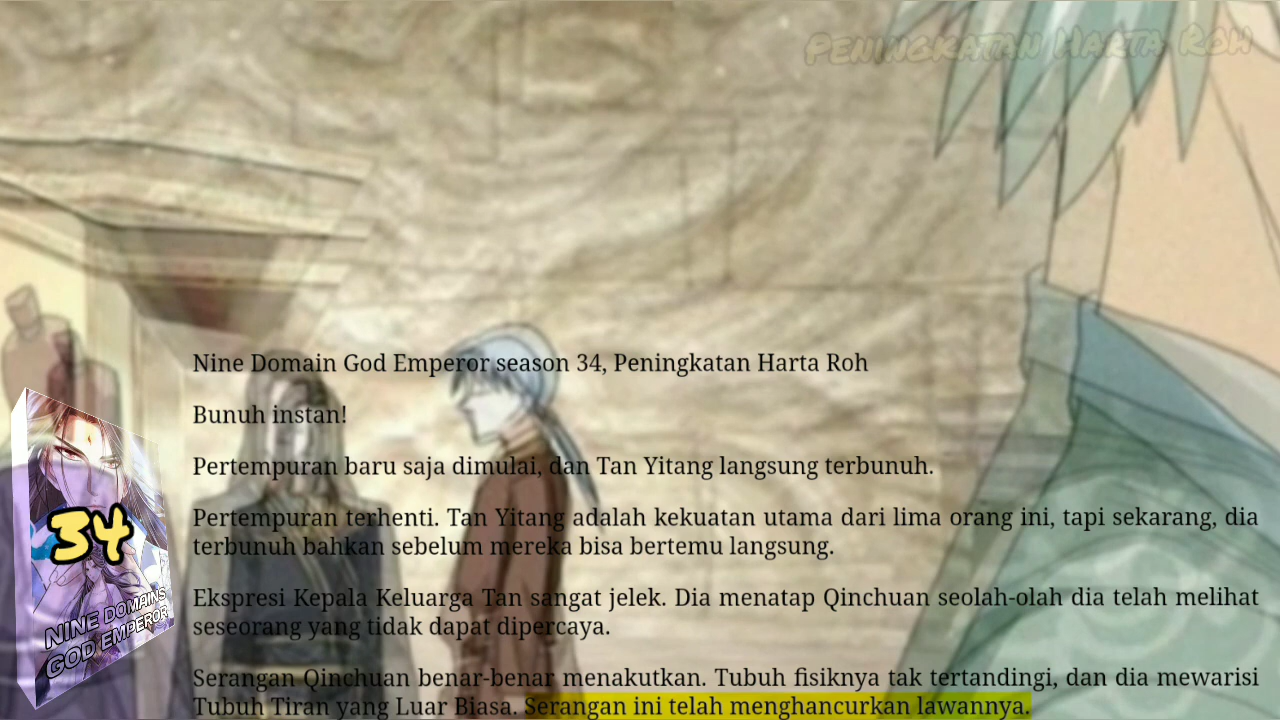 Peningkatan Harta Roh
Nine Domain God Emperor season 34, Peningkatan Harta Roh
Bunuh instan!
Pertempuran baru saja dimulai, dan Tan Yitang langsung terbunuh.
Pertempuran terhenti. Tan Yitang adalah kekuatan utama dari lima orang ini, tapi sekarang, dia
terbunuh bahkan sebelum mereka bisa bertemu langsung.
Ekspresi Kepala Keluarga Tan sangat jelek. Dia menatap Qinchuan seolah-olah dia telah melihat
seseorang yang tidak dapat dipercaya.
Serangan Qinchuan benar-benar menakutkan. Tubuh fisiknya tak tertandingi, dan dia mewarisi
Tubuh Tiran yang Luar Biasa. Serangan ini telah menghancurkan lawannya.
34
NINE DOMAINS
GOD EMPEROR